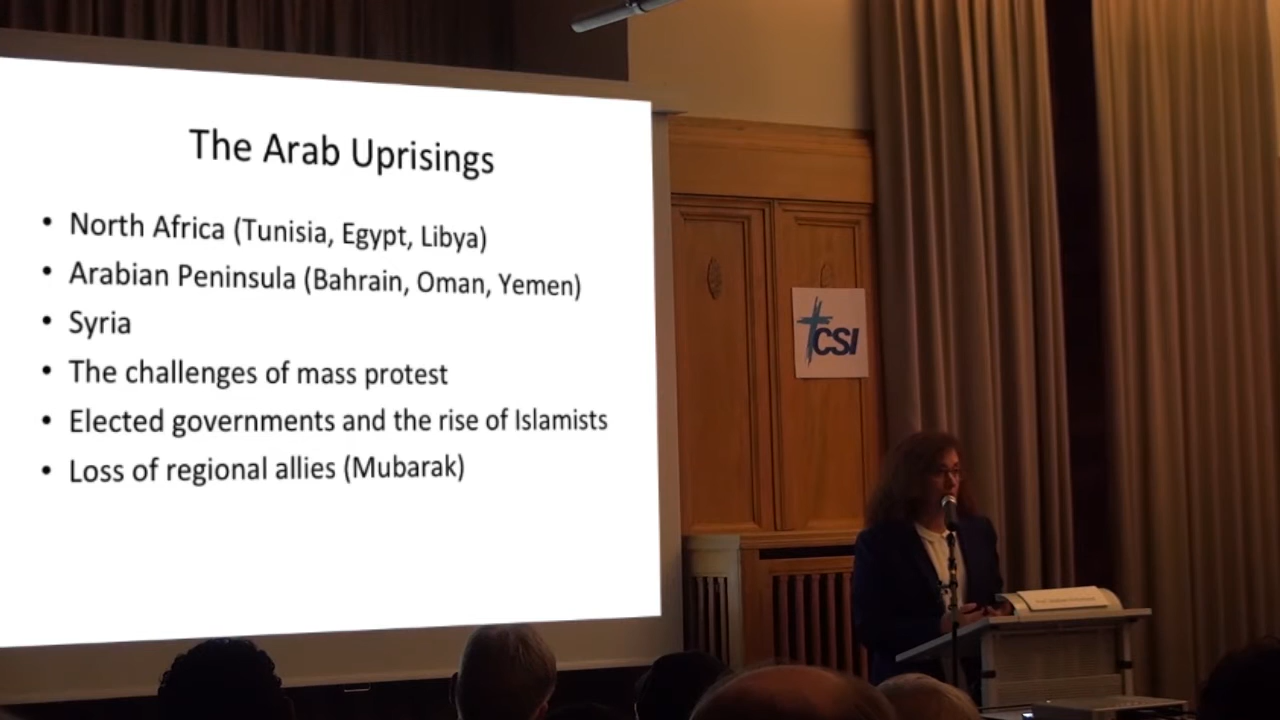 The Arab Uprisings
• North Africa (Tunisia, Egypt, Libya)
• Arabian Peninsula (Bahrain, Oman, Yemen)
• Syria
• The challenges of mass protest
• Elected governments and the rise of Islamists
• Loss of regional allies (Mubarak)
CSI